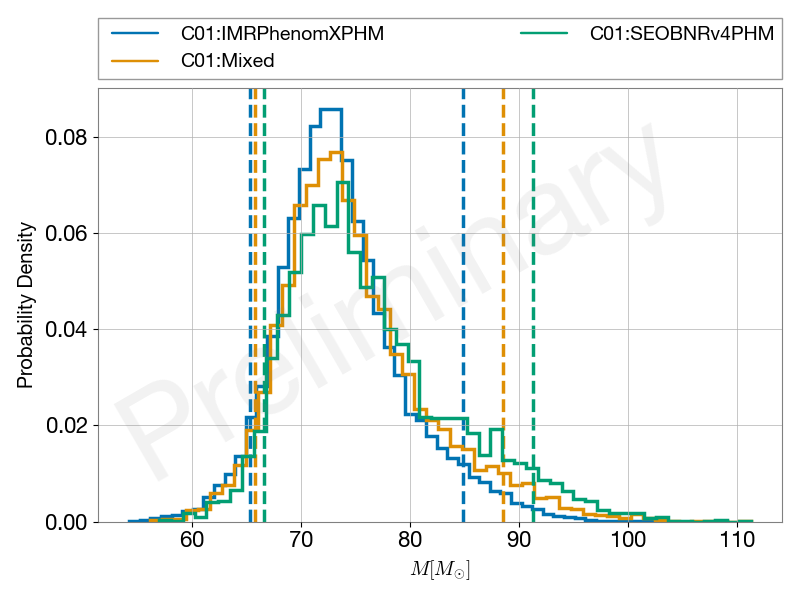 C01:IMRPhenomXPHM
C01:Mixed
C01:SEOBNRv4PHM
0.08
0.06
0.04
0.02
0.00
Probability Density
Preliminary
60 70 80 90 100 110
M[M⊙]